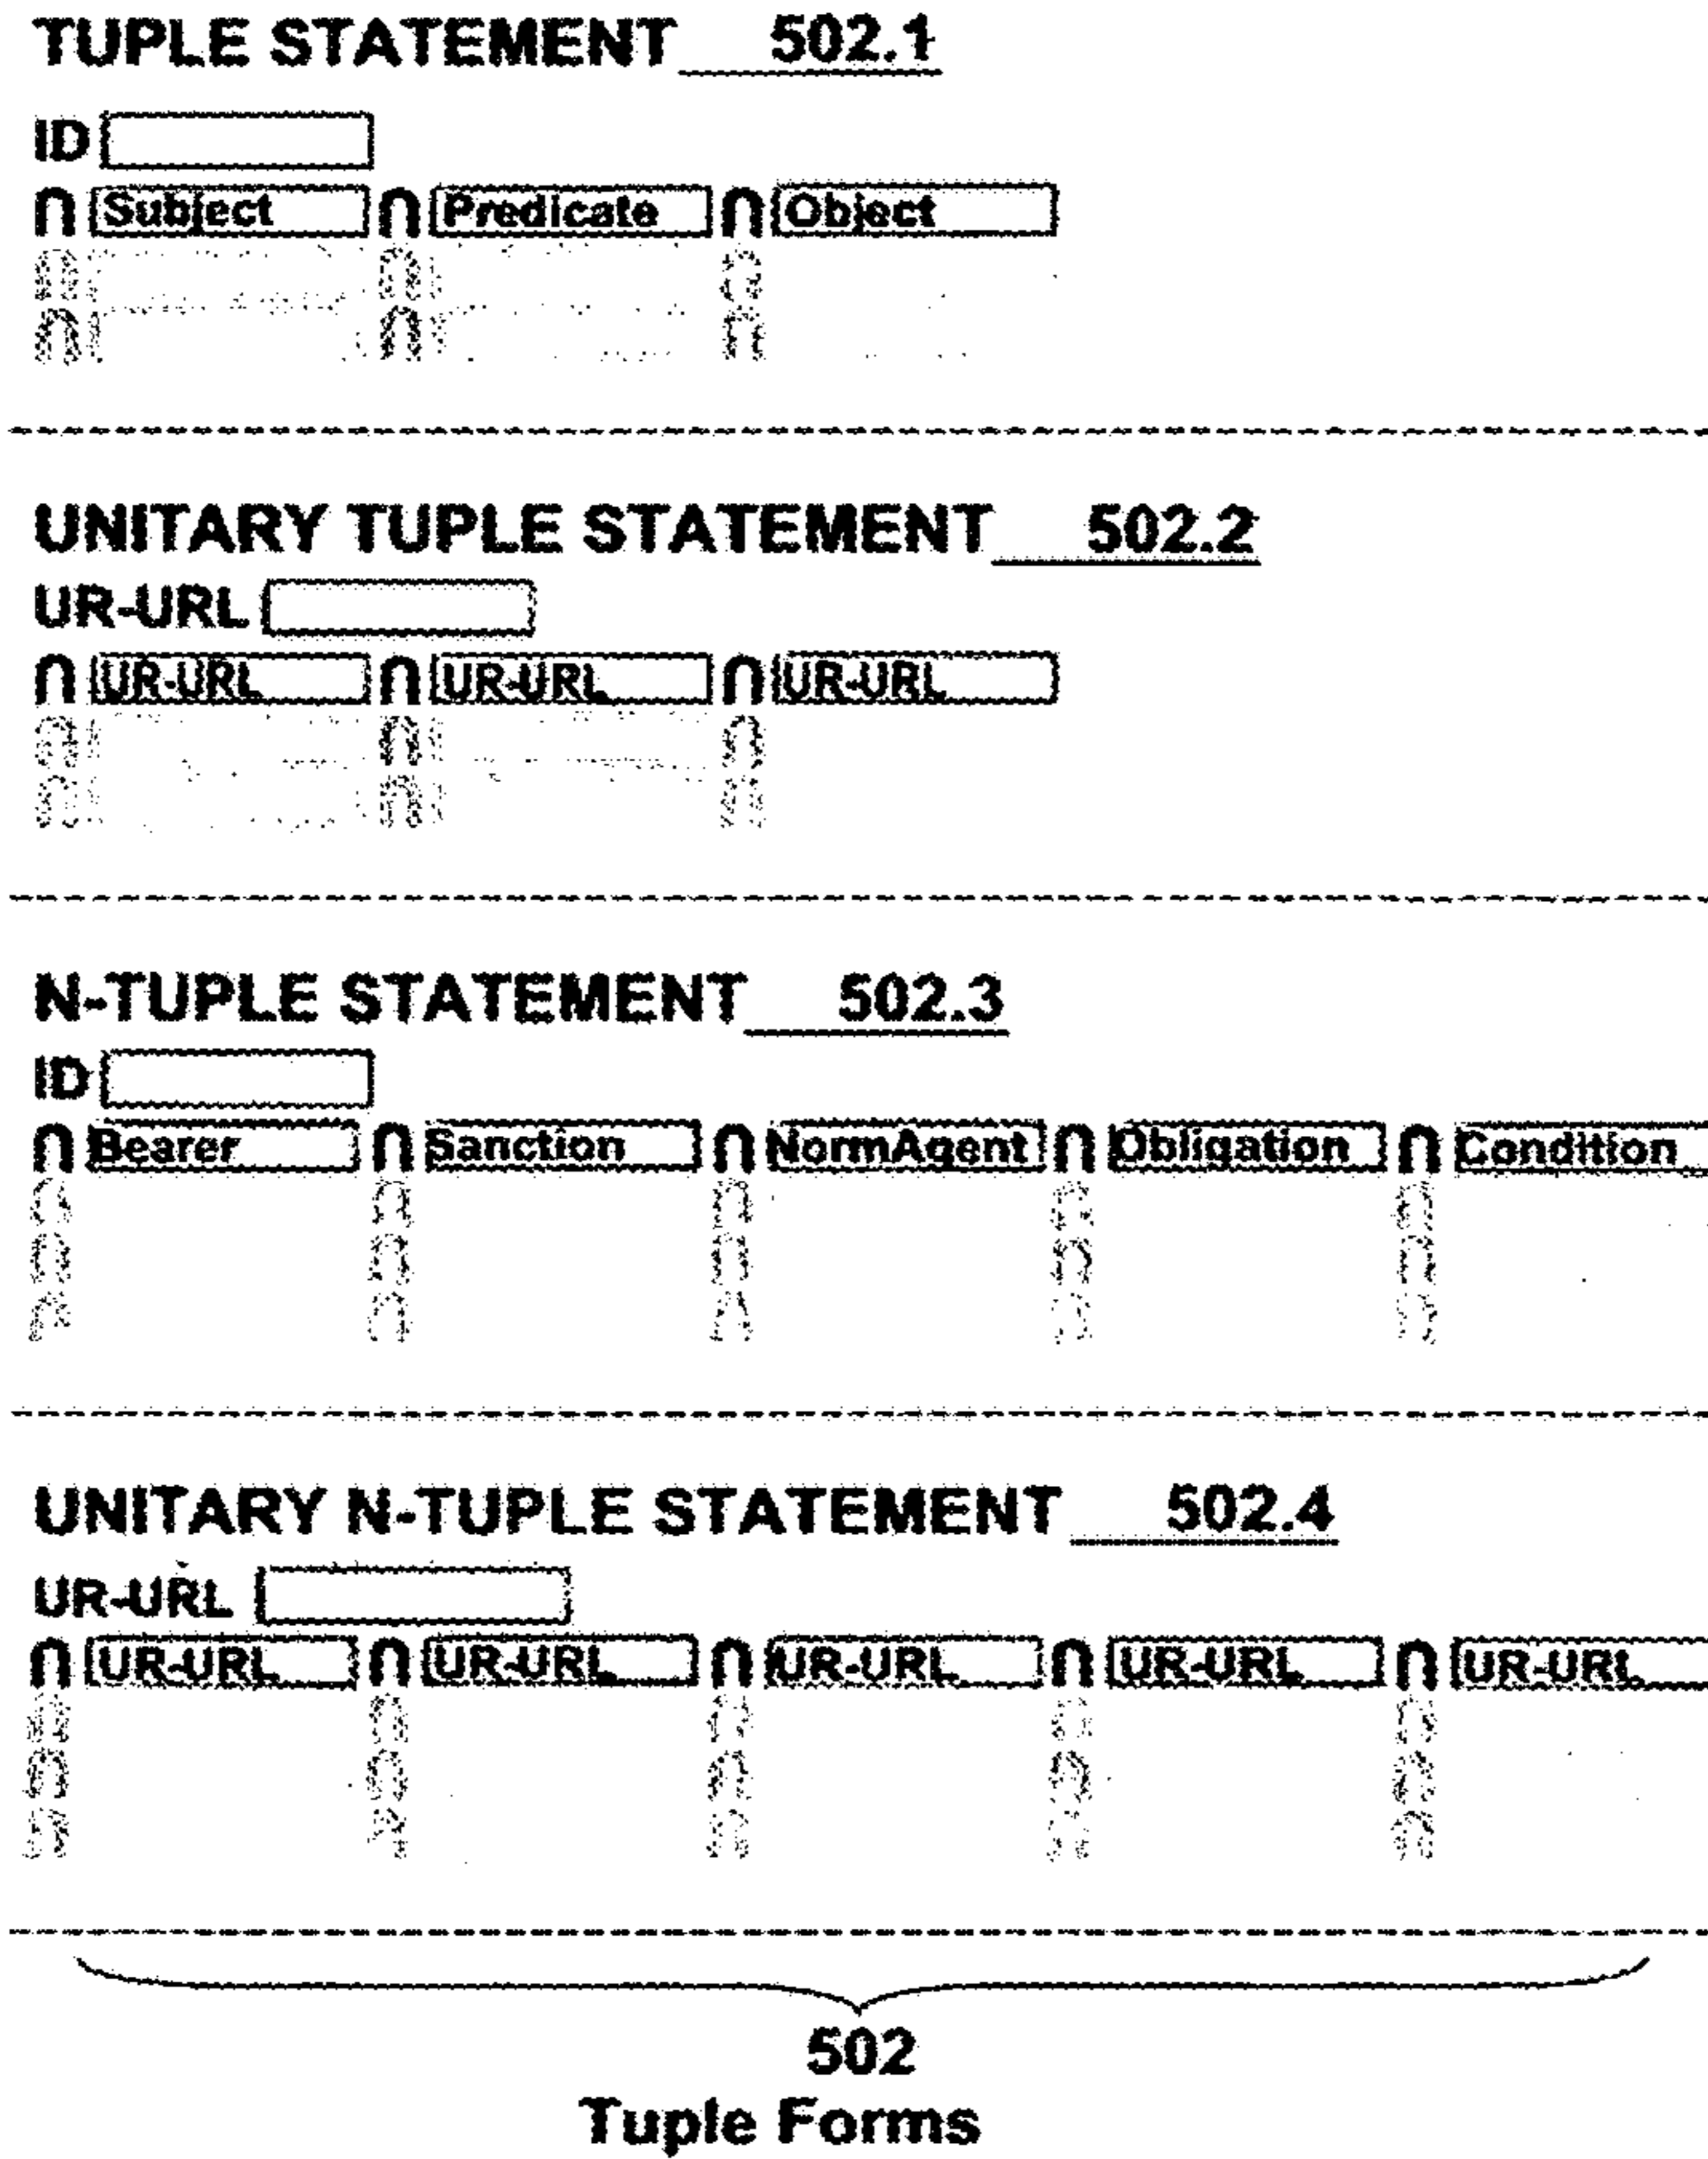 TUPLE STATEMENT 502.1
ID
∩ Subject ∩ Predicate ∩ Object
UNITARY TUPLE STATEMENT 502.2
UR-URL
∩ UR-URL ∩ UR-URL ∩ UR-URL
N-TUPLE STATEMENT 502.3
ID
∩ Bearer ∩ Sanction ∩ NormAgent ∩ Obligation ∩ Condition
UNITARY N-TUPLE STATEMENT 502.4
UR-URL
∩ UR-URL ∩ UR-URL ∩ UR-URL ∩ UR-URL ∩ UR-URL
502
Tuple Forms